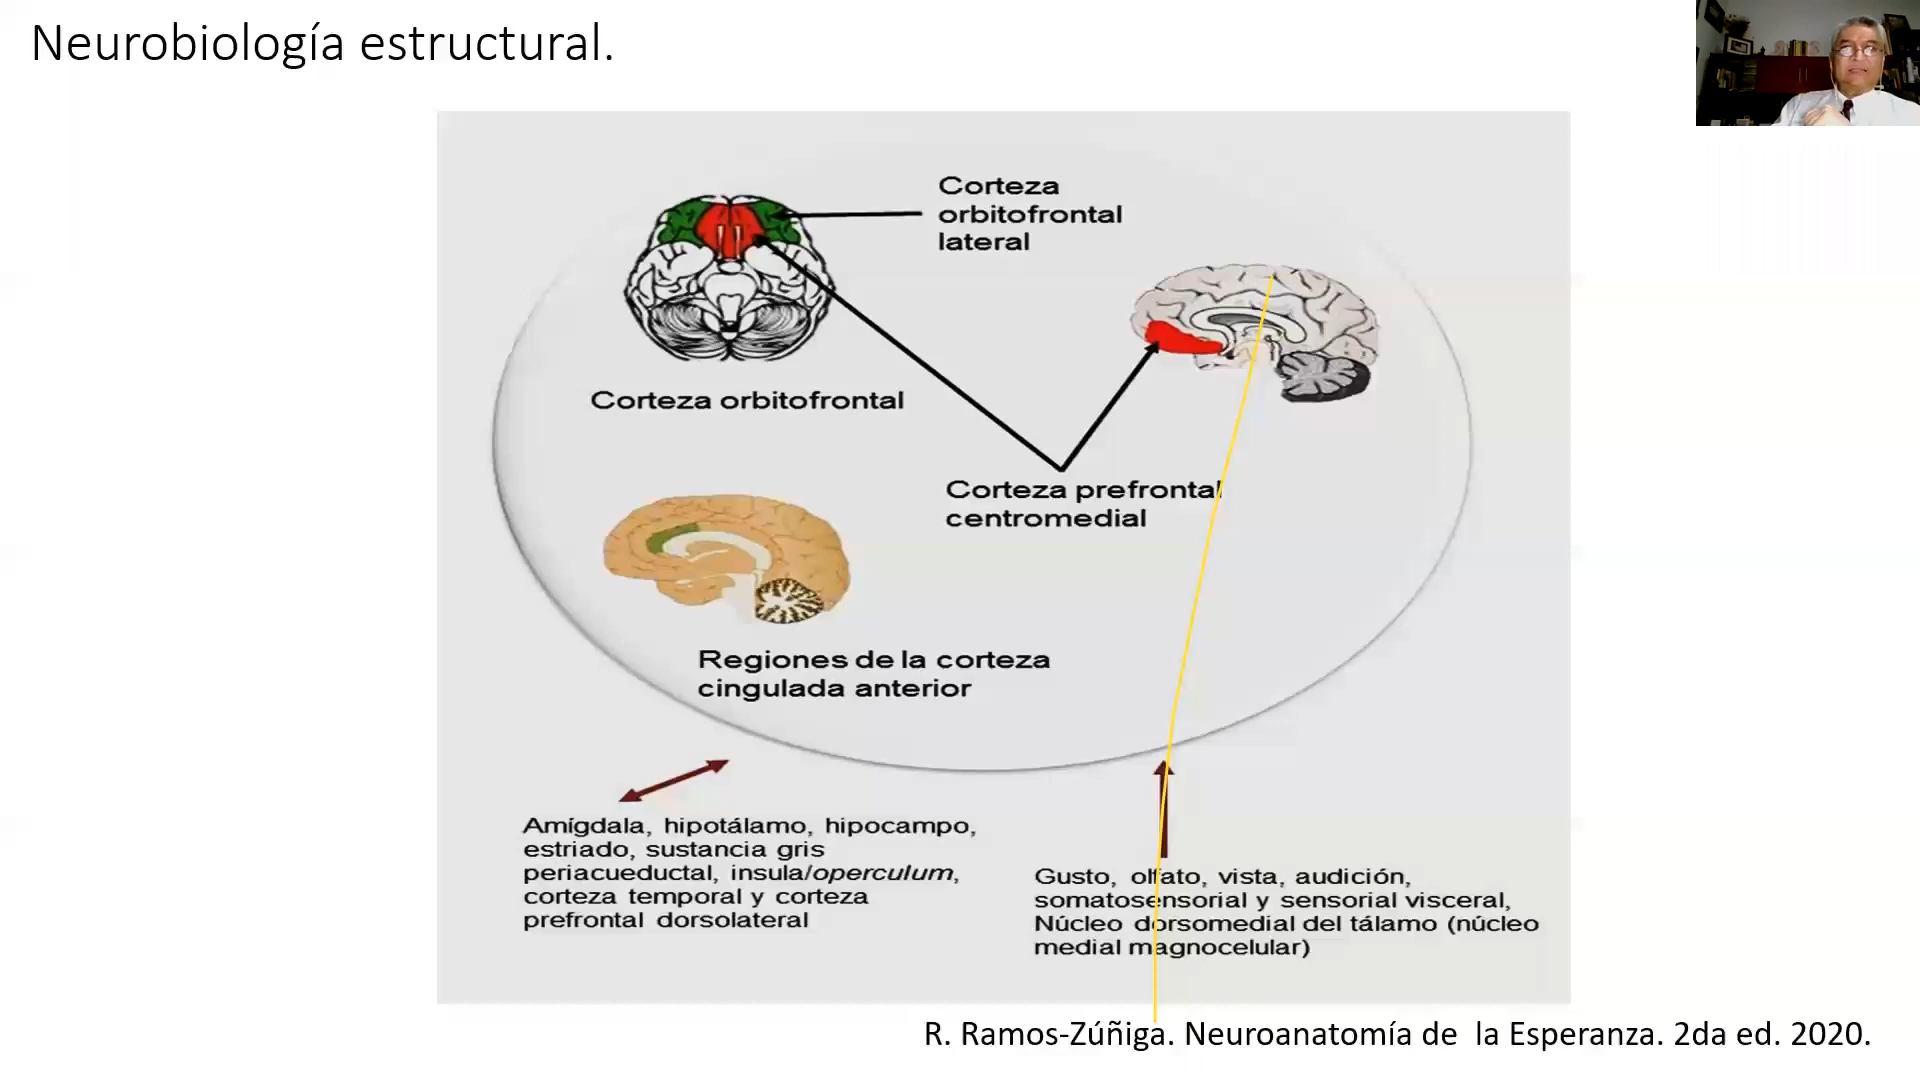 Neurobiología estructural.
Corteza
orbitofrontal
lateral
Corteza orbitofrontal
Corteza prefrontal
centromedial
Regiones de la corteza
cingulada anterior
Amígdala, hipotálamo, hipocampo,
estriado, sustancia gris
periacueductal, insula/operculum,
corteza temporal y corteza
prefrontal dorsolateral
Gusto, olfato, vista, audición,
somatosensorial y sensorial visceral,
Núcleo dorsomedial del tálamo (núcleo
medial magnocelular)
R. Ramos-Zúñiga. Neuroanatomía de la Esperanza. 2da ed. 2020.